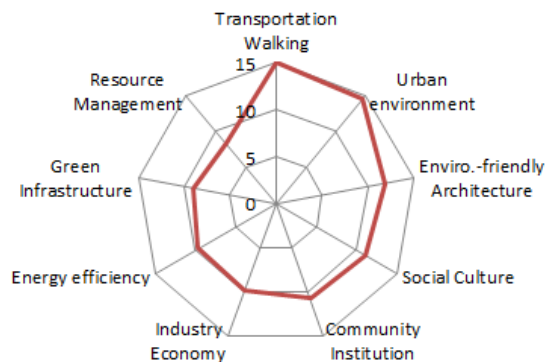 Transportation
Walking
15
Resource
Management
Urban
environment
10
Green
Infrastructure
5
Enviro.-friendly
Architecture
0
Energy efficiency
Social Culture
Industry
Economy
Community
Institution